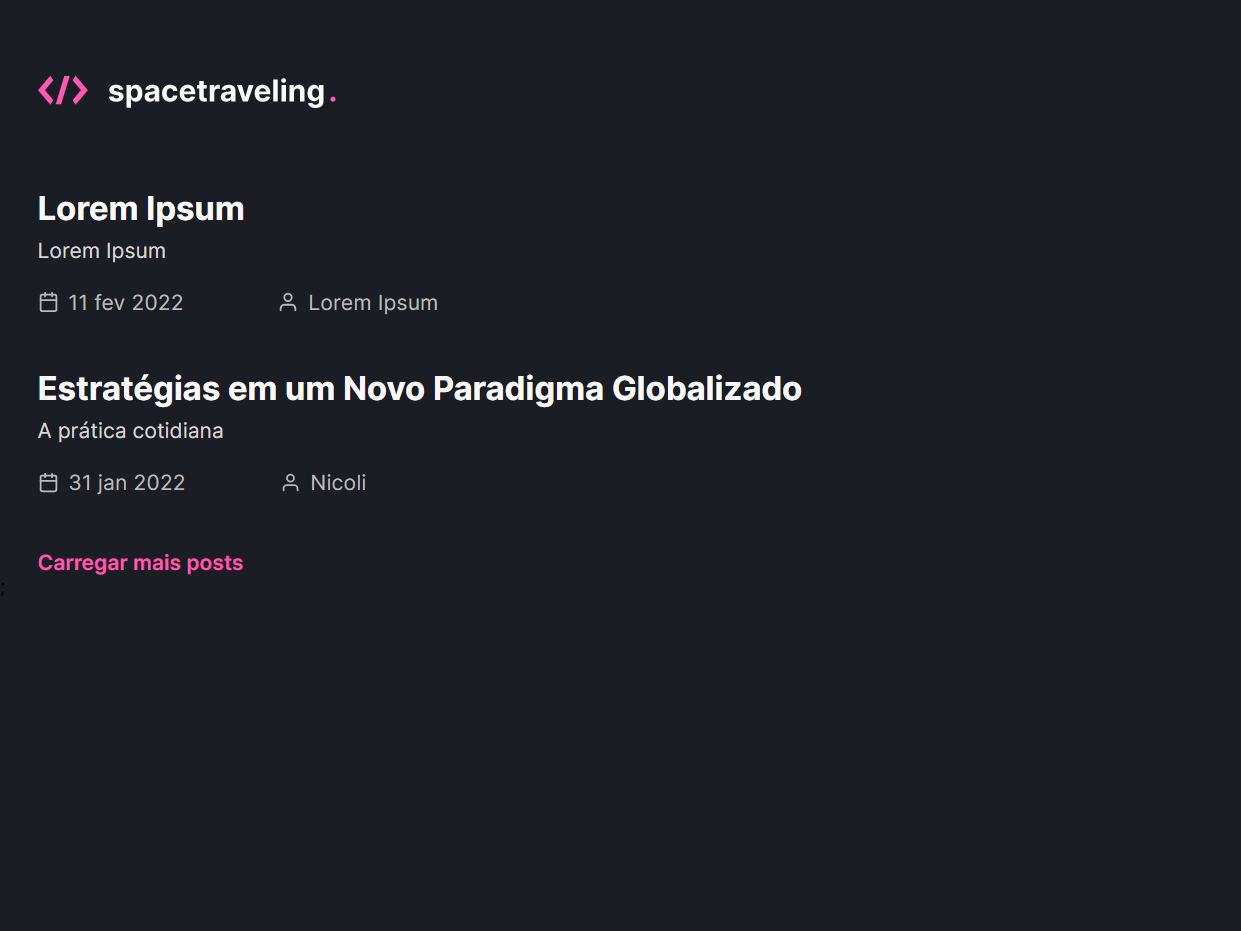 </> spacetraveling.
Lorem Ipsum
Lorem Ipsum
11 fev 2022 Lorem Ipsum
Estratégias em um Novo Paradigma Globalizado
A prática cotidiana
31 jan 2022 Nicoli
Carregar mais posts
;